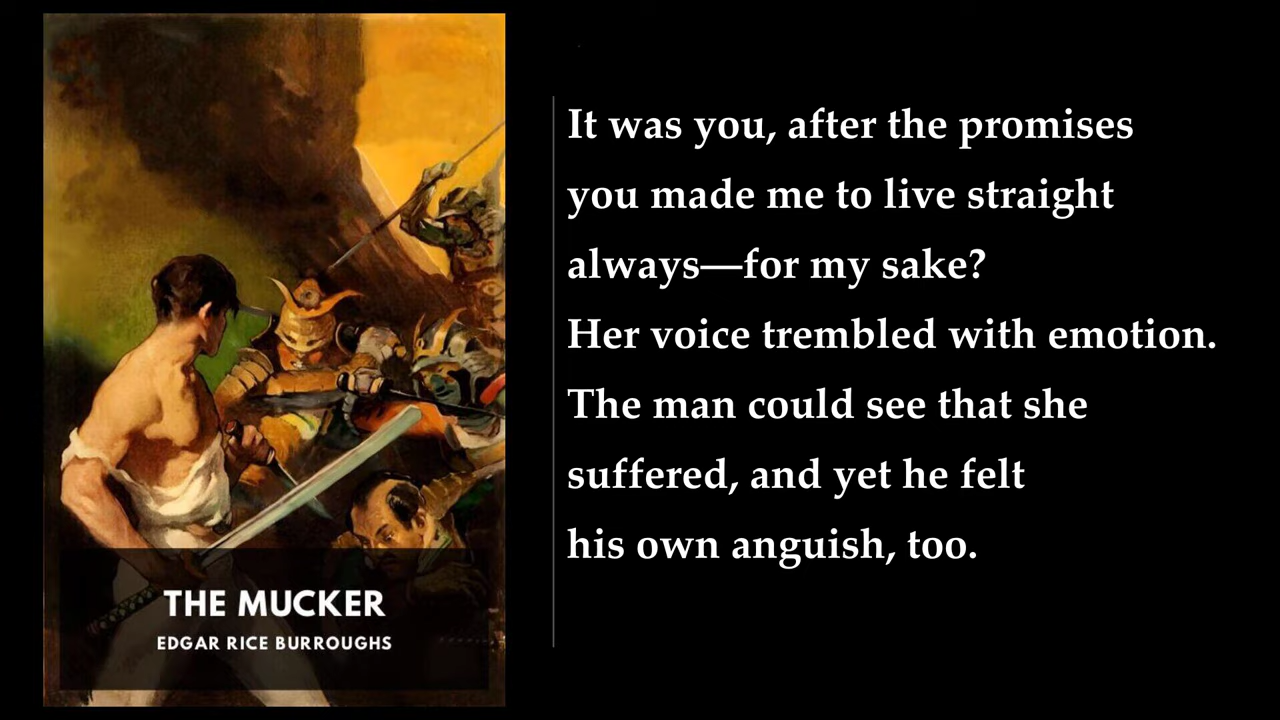 It was you, after the promises
you made me to live straight
always—for my sake?
Her voice trembled with emotion.
The man could see that she
suffered, and yet he felt
his own anguish, too.
THE MUCKER
EDGAR RICE BURROUGHS